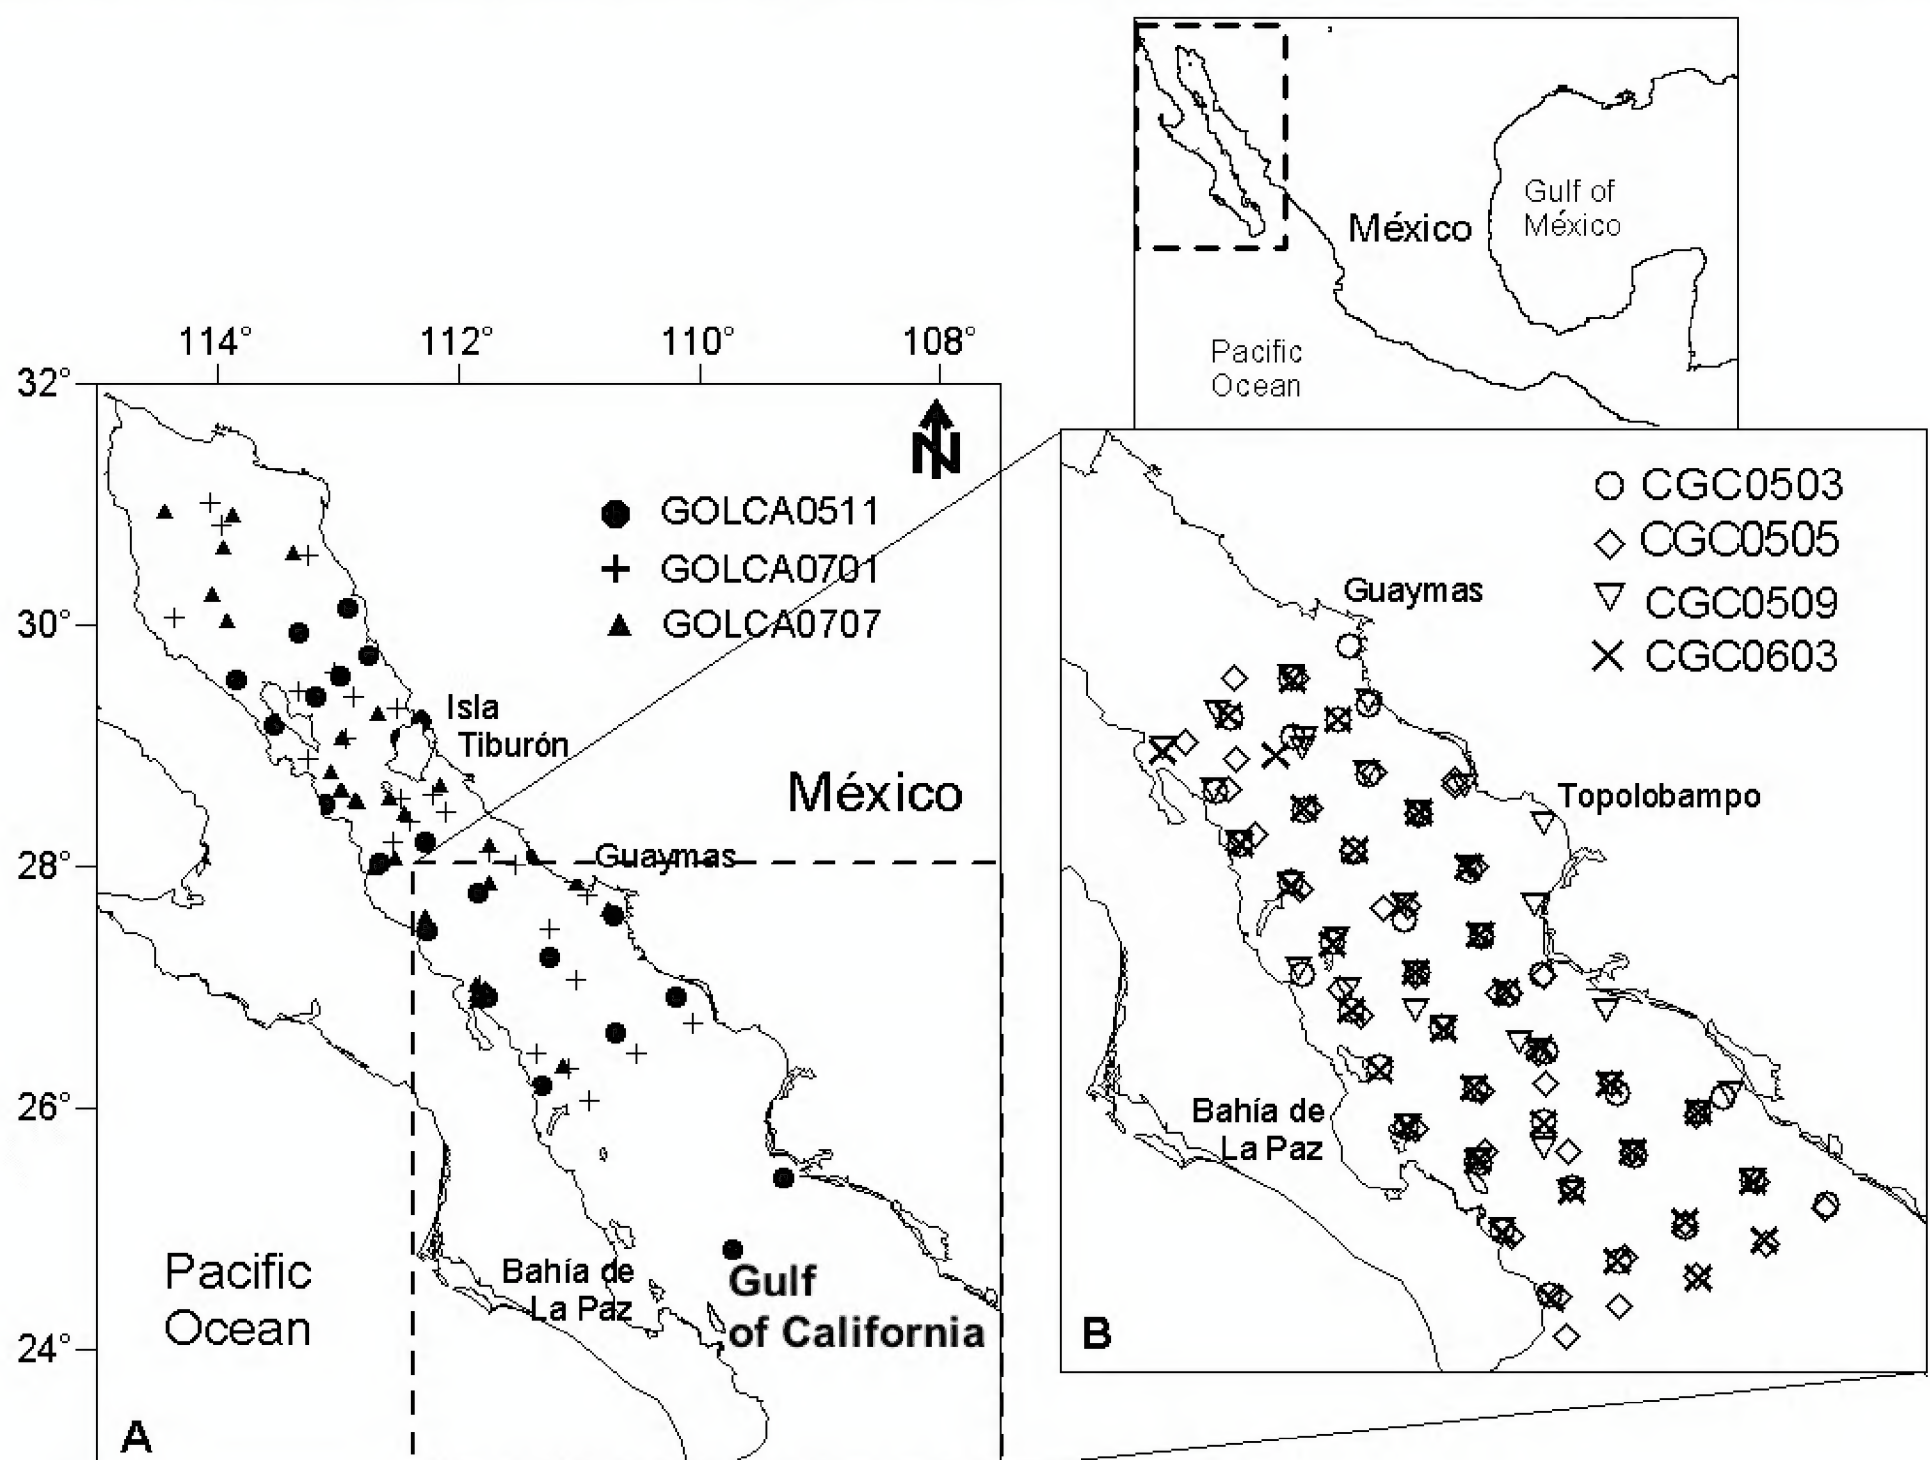 Gulf of
México
México
Pacific
Ocean
114° 112° 110° 108°
32°
30°
28°
26°
24°
N
GOLCA0511
GOLCA0701
GOLCA0707
Isla
Tiburón
México
Guaymas
Pacific
Ocean
Bahía de
La Paz
Gulf
of California
A
CGC0503
CGC0505
CGC0509
CGC0603
Guaymas
Topolobampo
Bahía de
La Paz
B